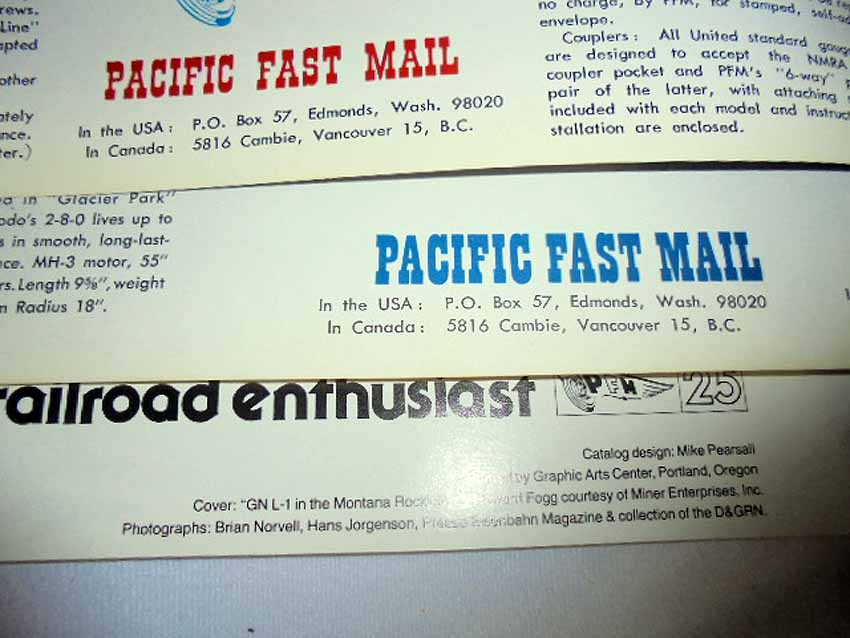 rews.
Line"
apted
other
ately
nce.
ter.)
PACIFIC FAST MAIL
In the USA: P.O. Box 57, Edmonds, Wash. 98020
In Canada: 5816 Cambie, Vancouver 15, B.C.
no charge, by PFM, for stamped, self-ad
envelope.
Couplers: All United standard gauge
are designed to accept the NMRA
coupler pocket and PFM's "6-way"
pair of the latter, with attaching
included with each model and instruct
stallation are enclosed.
in "Glacier Park"
odo's 2-8-0 lives up to
s in smooth, long-last-
ce. MH-3 motor, 55"
rs. Length 9⅝", weight
n Radius 18".
PACIFIC FAST MAIL
In the USA: P.O. Box 57, Edmonds, Wash. 98020
In Canada: 5816 Cambie, Vancouver 15, B.C.
railroad enthusiast
PFM 25
Catalog design: Mike Pearsall
by Graphic Arts Center, Portland, Oregon
Cover: "GN L-1 in the Montana Fogg courtesy of Miner Enterprises, Inc.
Photographs: Brian Norvell, Hans Jorgenson, Magazine & collection of the D&GRN.